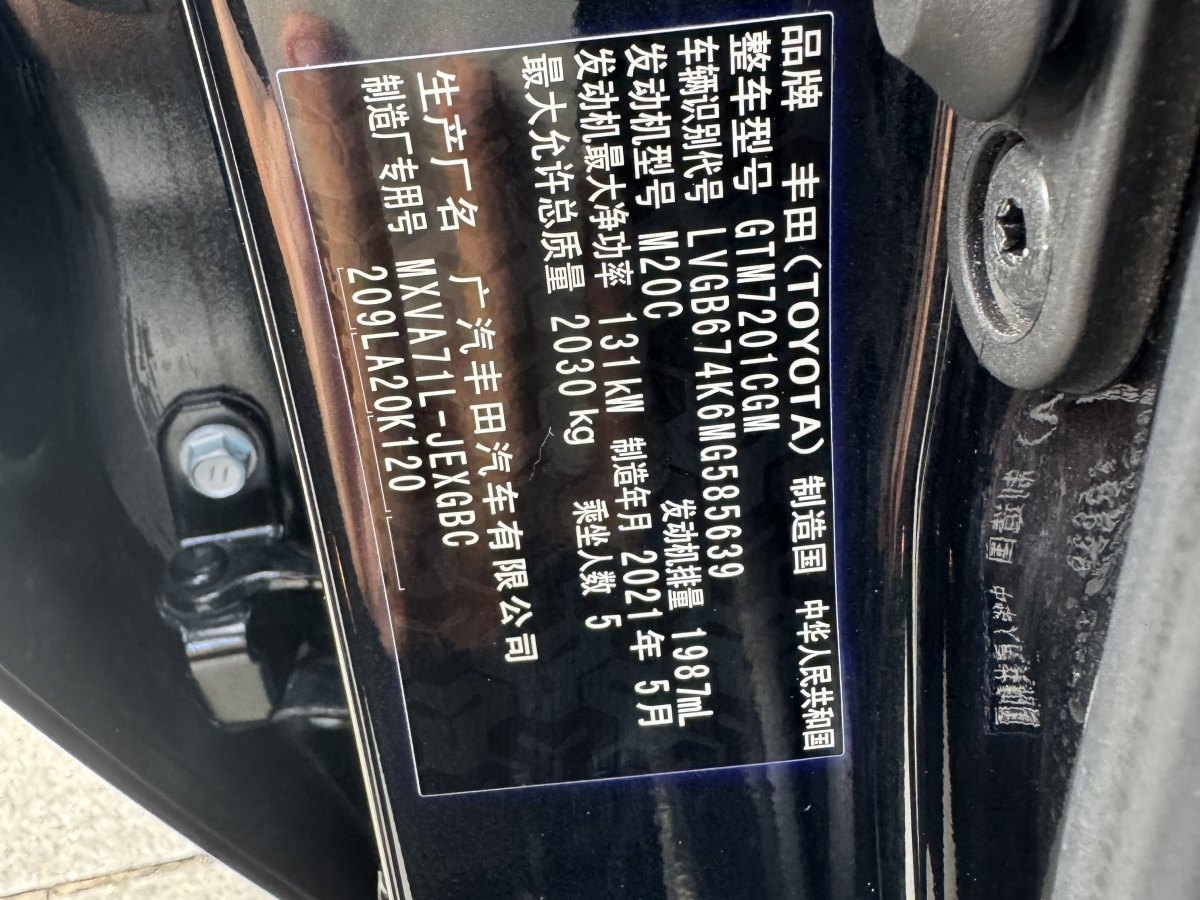 品牌 丰田(TOYOTA) 制造国 中华人民共和国
整车型号 GTM7201CGM
车辆识别代号 LVGB674K6MG585639
发动机型号 M20C 发动机排量 1987mL
发动机最大净功率 131kW 制造年月 2021年 5月
最大允许总质量 2030kg 乘坐人数 5
生产厂名 广汽丰田汽车有限公司
制造厂专用号 MXVA71L-JEXGBC
209LA20K120